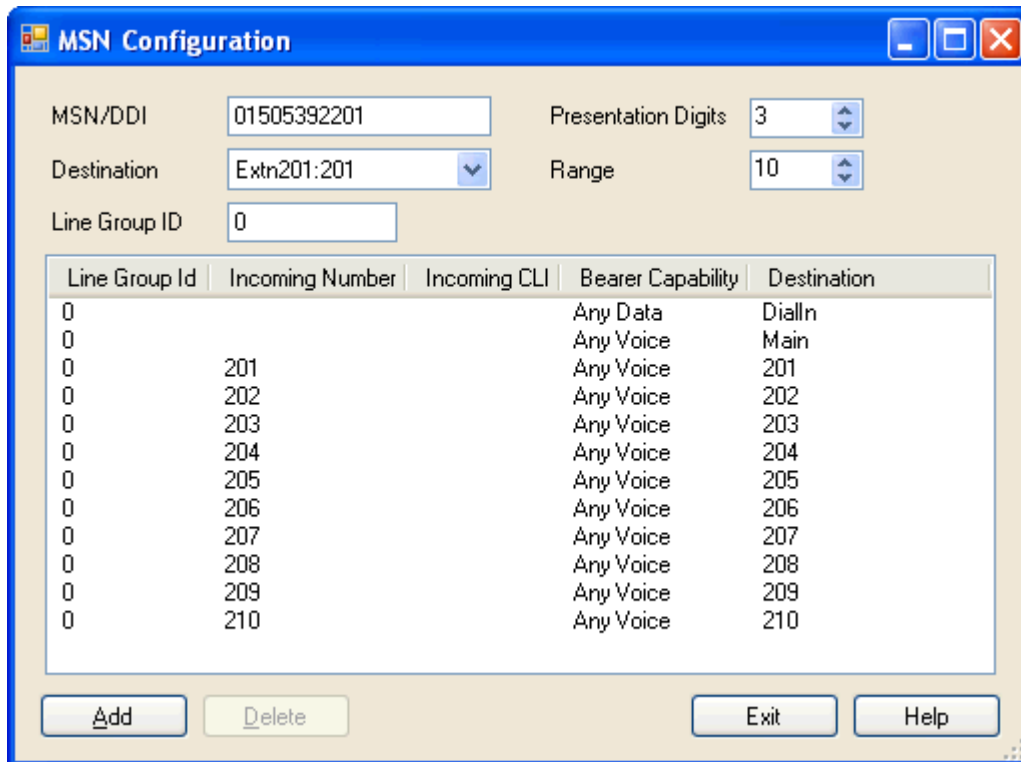 MSN Configuration
MSN/DDI 01505392201 Presentation Digits 3
Destination Extn201:201 Range 10
Line Group ID 0
Line Group Id Incoming Number Incoming CLI Bearer Capability Destination
0 Any Data DialIn
0 Any Voice Main
0 201 Any Voice 201
0 202 Any Voice 202
0 203 Any Voice 203
0 204 Any Voice 204
0 205 Any Voice 205
0 206 Any Voice 206
0 207 Any Voice 207
0 208 Any Voice 208
0 209 Any Voice 209
0 210 Any Voice 210
Add Delete Exit Help